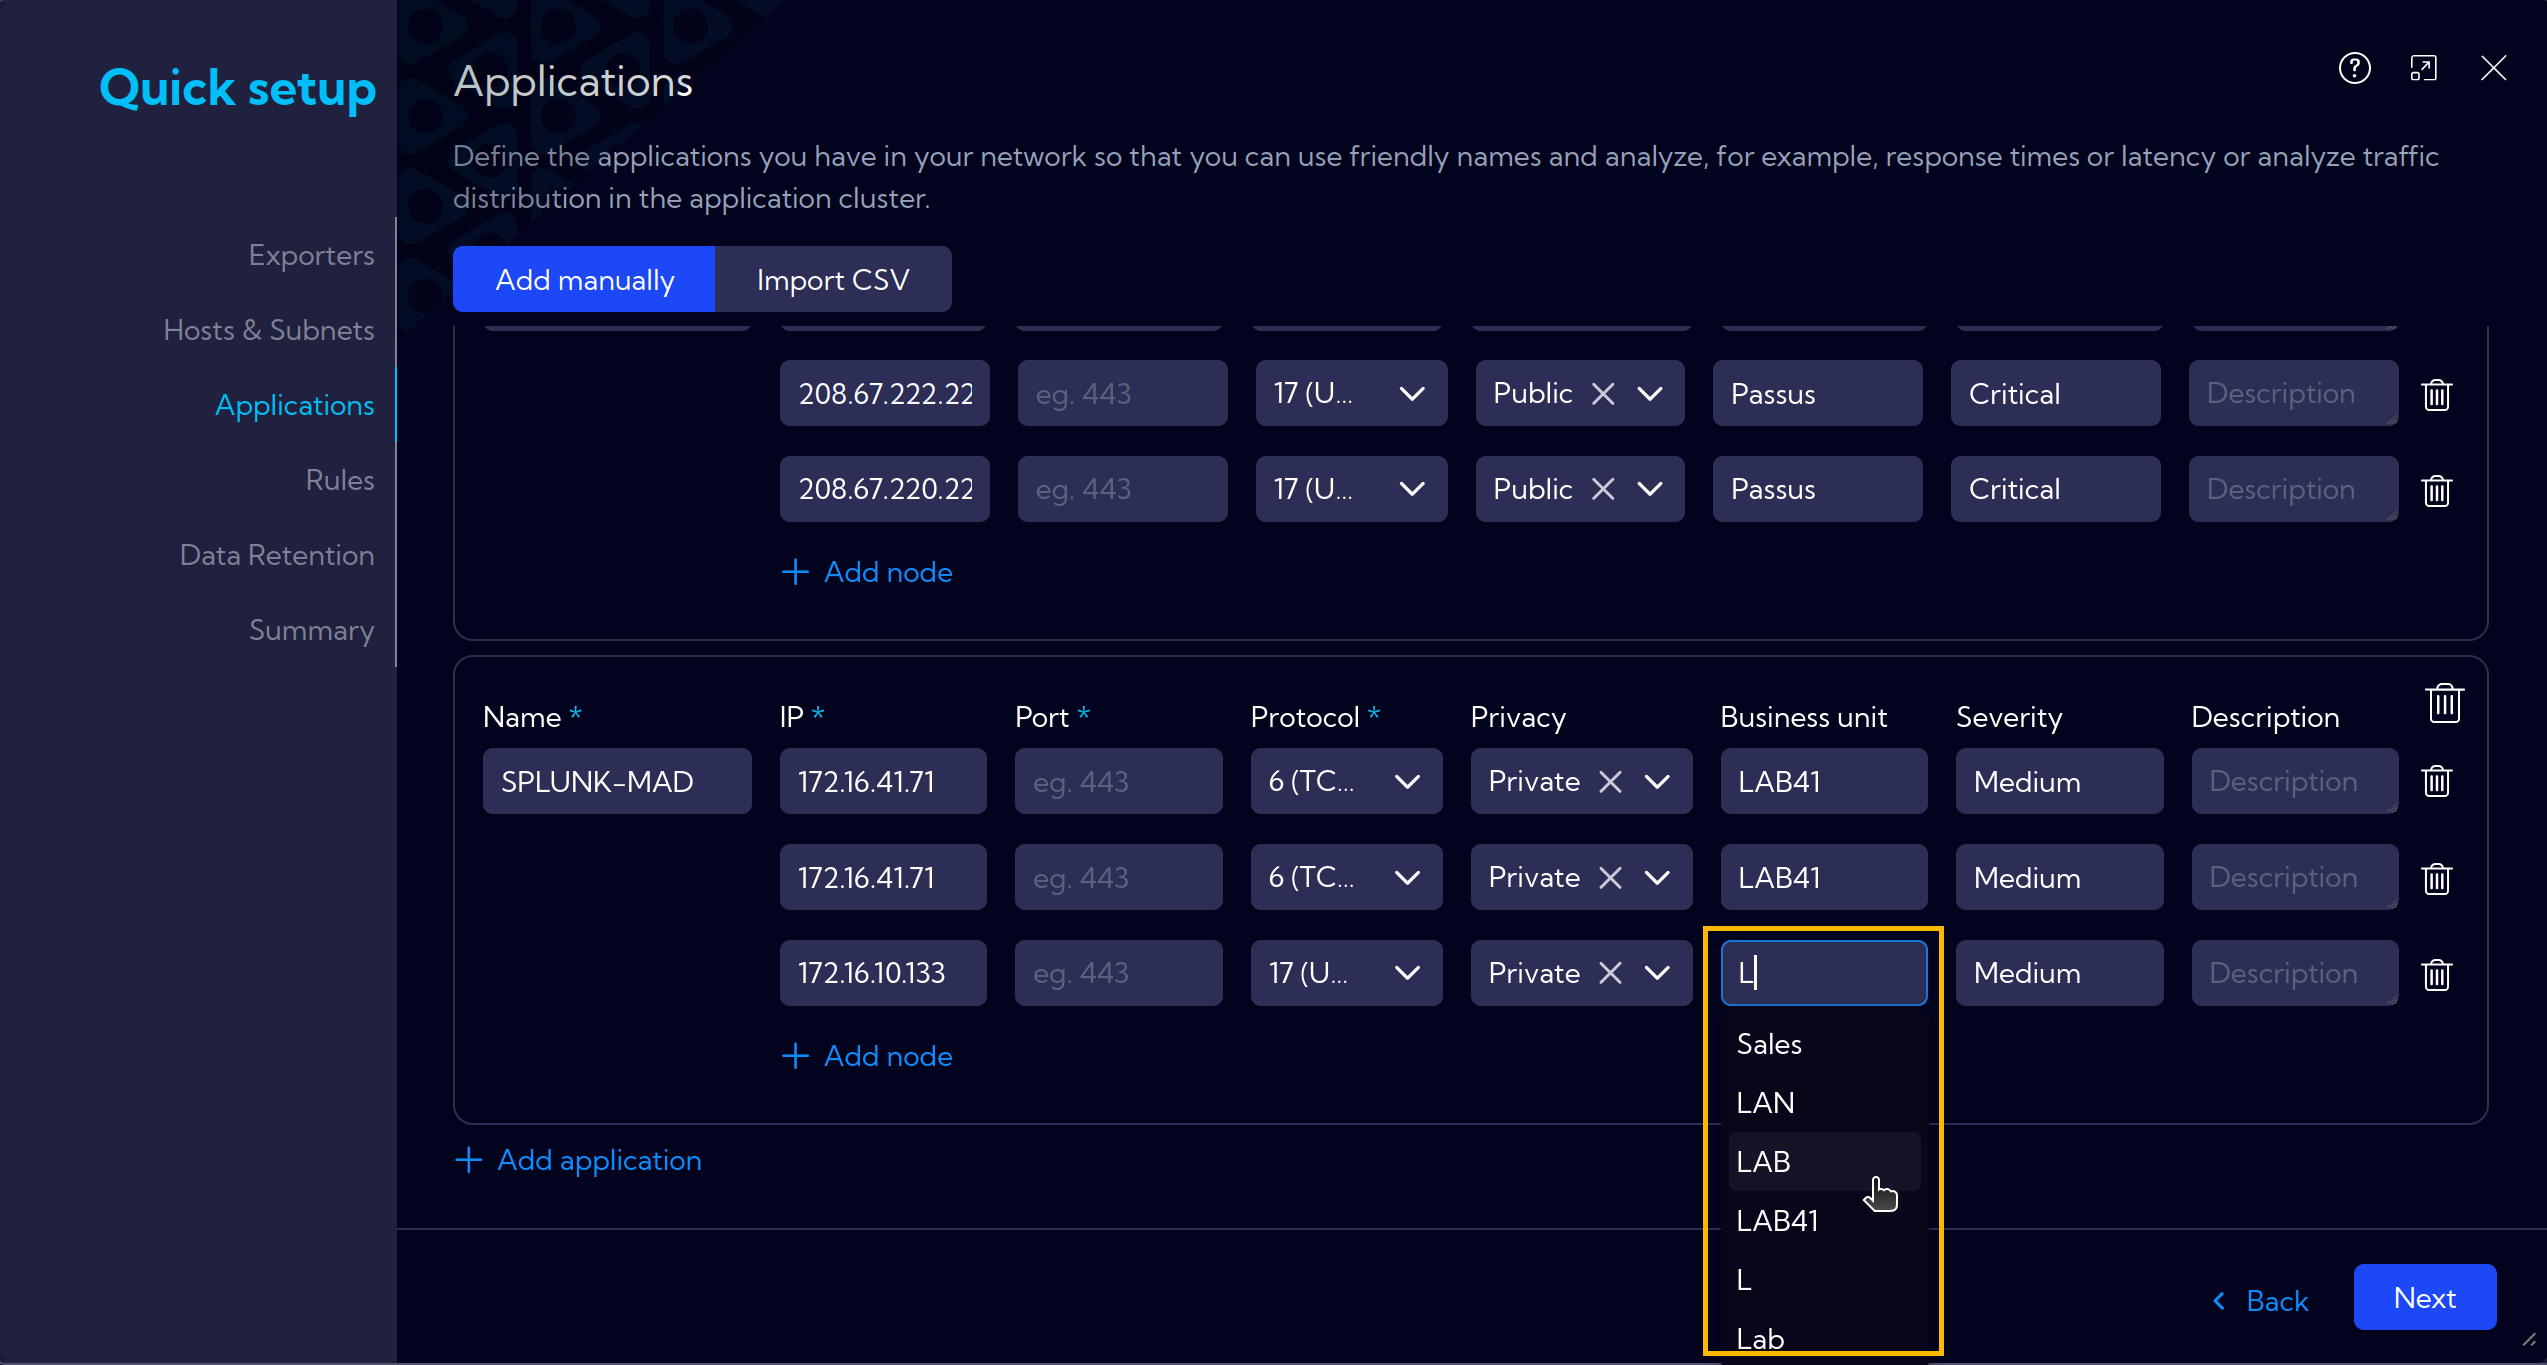 Quick setup
Exporters
Hosts & Subnets
Applications
Rules
Data Retention
Summary
Applications
Define the applications you have in your network so that you can use friendly names and analyze, for example, response times or latency or analyze traffic
distribution in the application cluster.
Add manually Import CSV
208.67.222.22 eg. 443 17 (U... Public Passus Critical Description
208.67.220.22 eg. 443 17 (U... Public Passus Critical Description
+ Add node
Name * IP * Port * Protocol * Privacy Business unit Severity Description
SPLUNK-MAD 172.16.41.71 eg. 443 6 (TC... Private LAB41 Medium Description
172.16.41.71 eg. 443 6 (TC... Private LAB41 Medium Description
172.16.10.133 eg. 443 17 (U... Private L Medium Description
Sales
+ Add node
LAN
LAB
+ Add application
LAB41
L
Lab
< Back Next